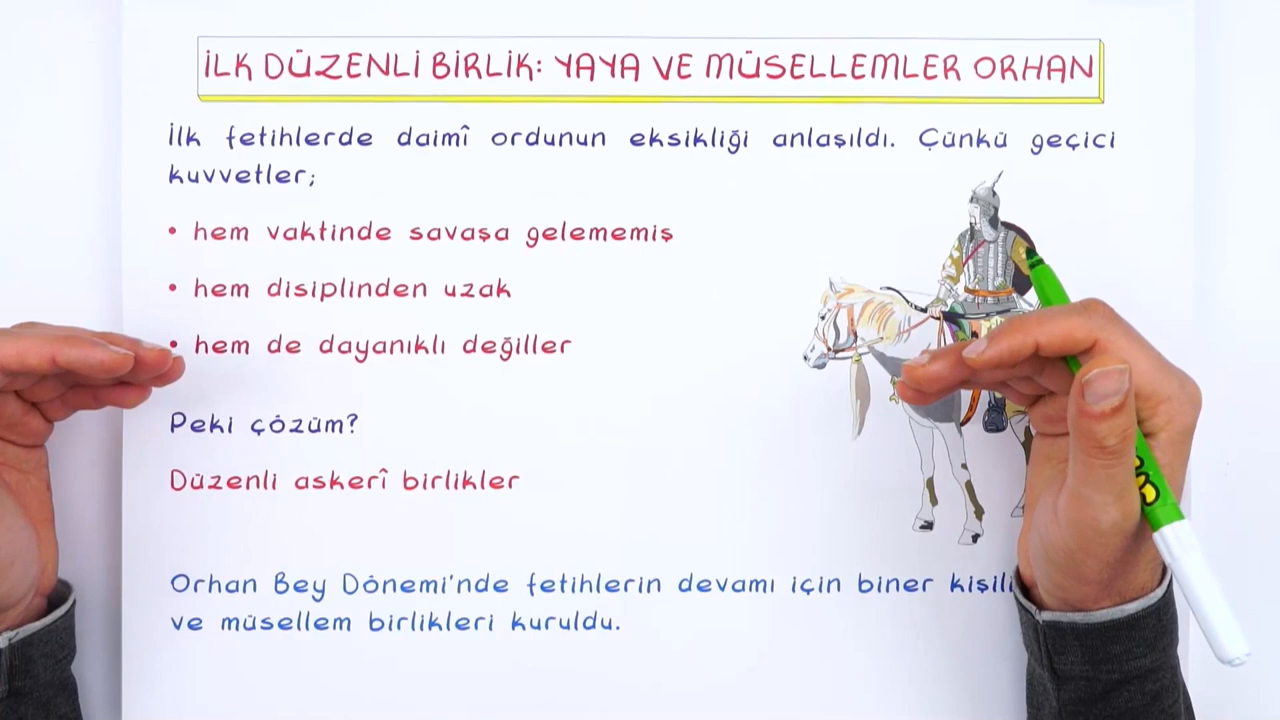 İLK DÜZENLİ BİRLİK: YAYA VE MÜSELLEMLER ORHAN
İlk fetihlerde daimî ordunun eksikliği anlaşıldı. Çünkü geçici
kuvvetler;
• hem vaktinde savaşa gelememiş
• hem disiplinden uzak
• hem de dayanıklı değiller
Peki çözüm?
Düzenli askerî birlikler
Orhan Bey Dönemi'nde fetihlerin devamı için biner kişili
ve müsellem birlikleri kuruldu.